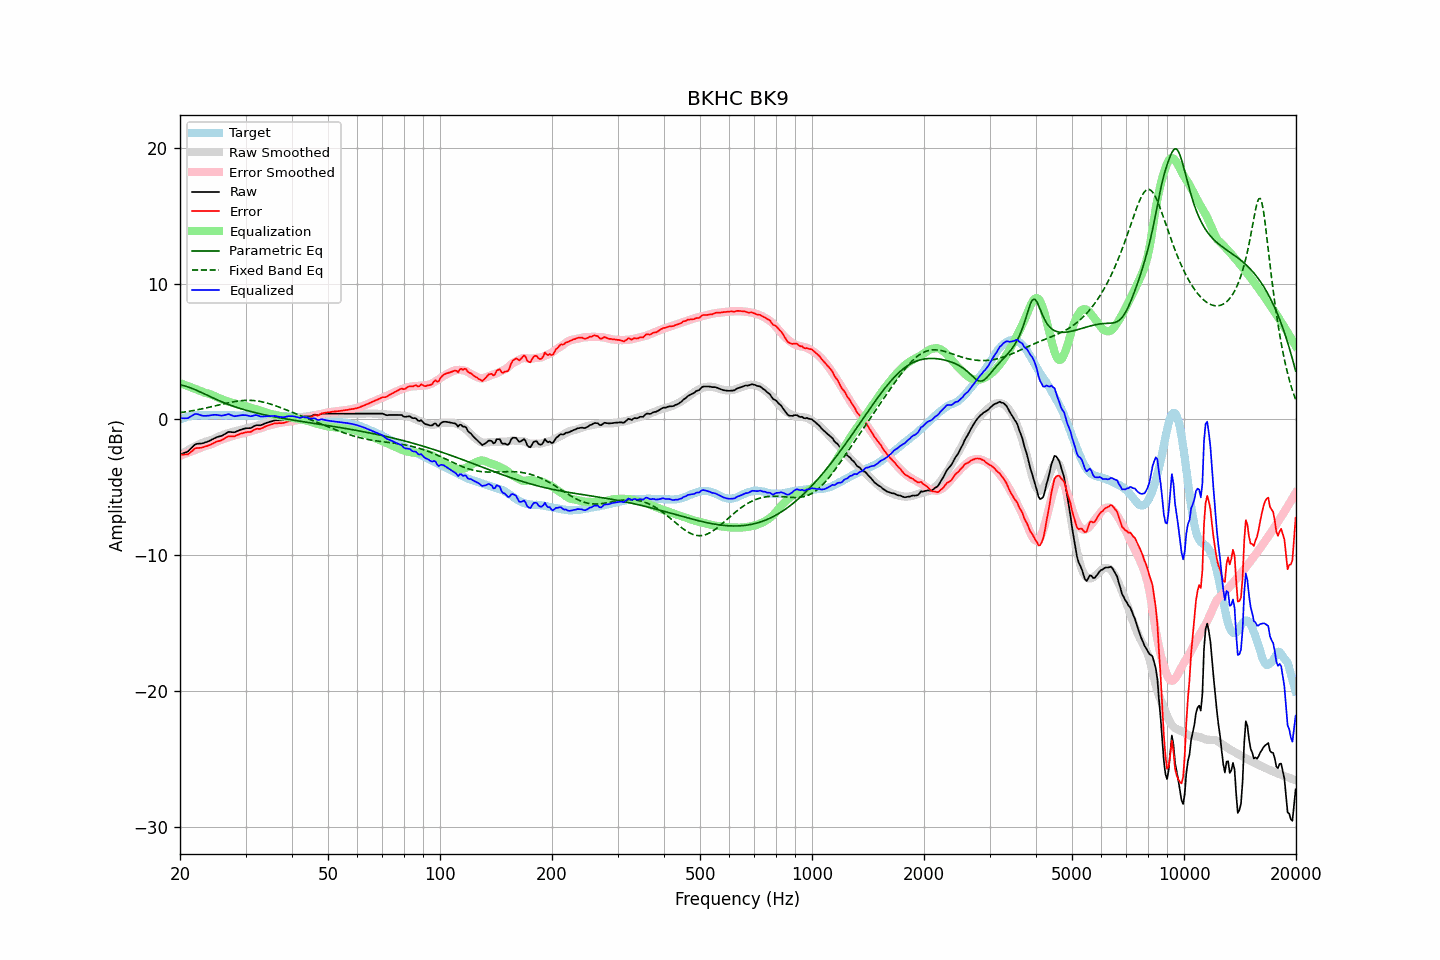 BKHC BK9
Target
Raw Smoothed
Error Smoothed
Raw
Error
Equalization
Parametric Eq
Fixed Band Eq
Equalized
Amplitude (dBr)
20
10
0
−10
−20
−30
20 50 100 200 500 1000 2000 5000 10000 20000
Frequency (Hz)